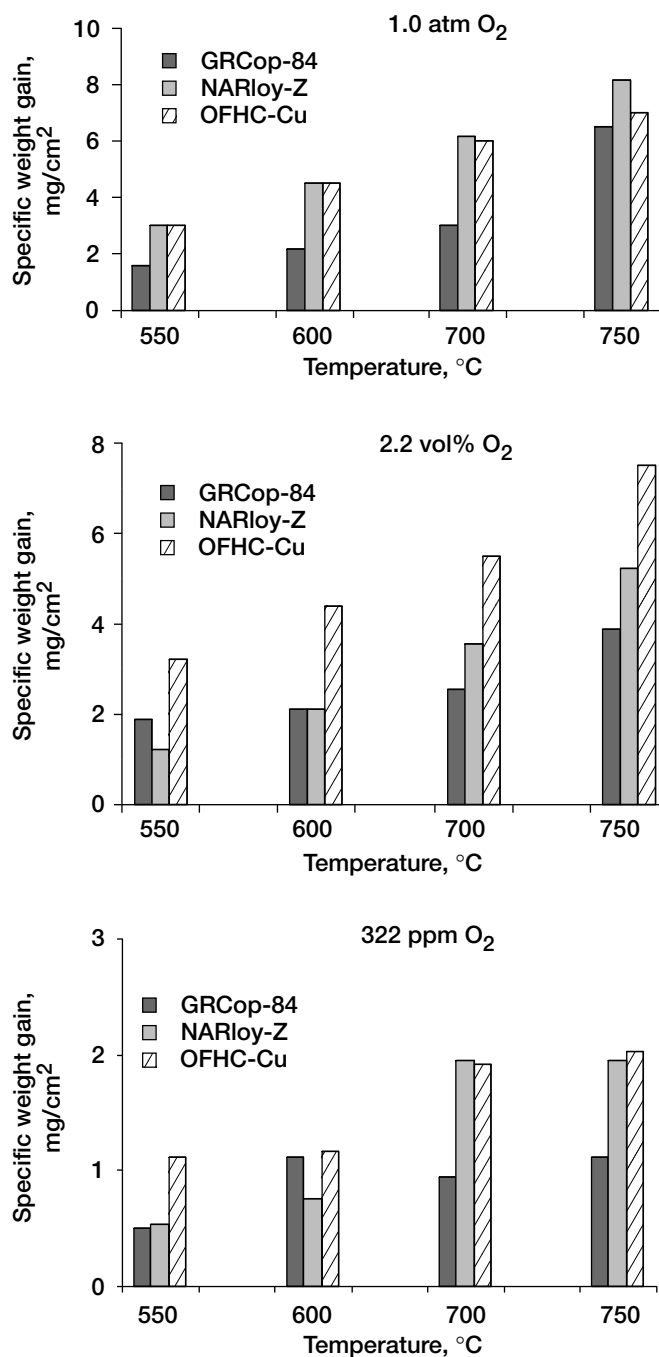 1.0 atm O2
GRCop-84
NARloy-Z
OFHC-Cu
Specific weight gain,
mg/cm2
10
8
6
4
2
0
550 600 700 750
Temperature, °C
2.2 vol% O2
GRCop-84
NARloy-Z
OFHC-Cu
Specific weight gain,
mg/cm2
8
6
4
2
0
550 600 700 750
Temperature, °C
322 ppm O2
GRCop-84
NARloy-Z
OFHC-Cu
Specific weight gain,
mg/cm2
3
2
1
0
550 600 700 750
Temperature, °C